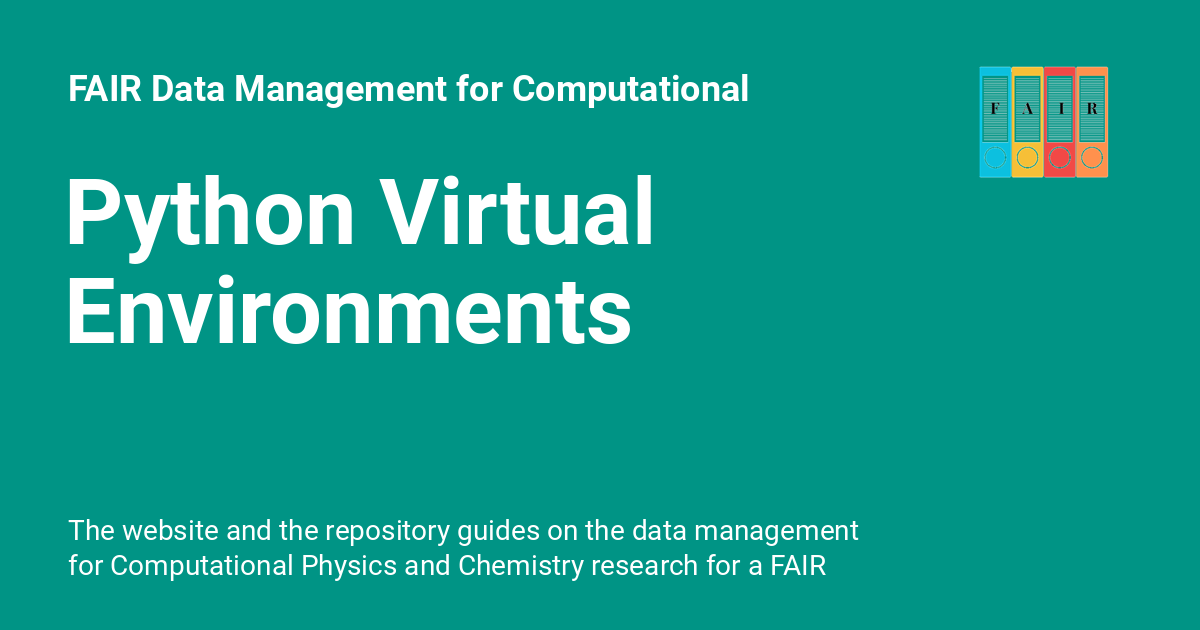 FAIR Data Management for Computational
F A I R
Python Virtual
Environments
The website and the repository guides on the data management
for Computational Physics and Chemistry research for a FAIR